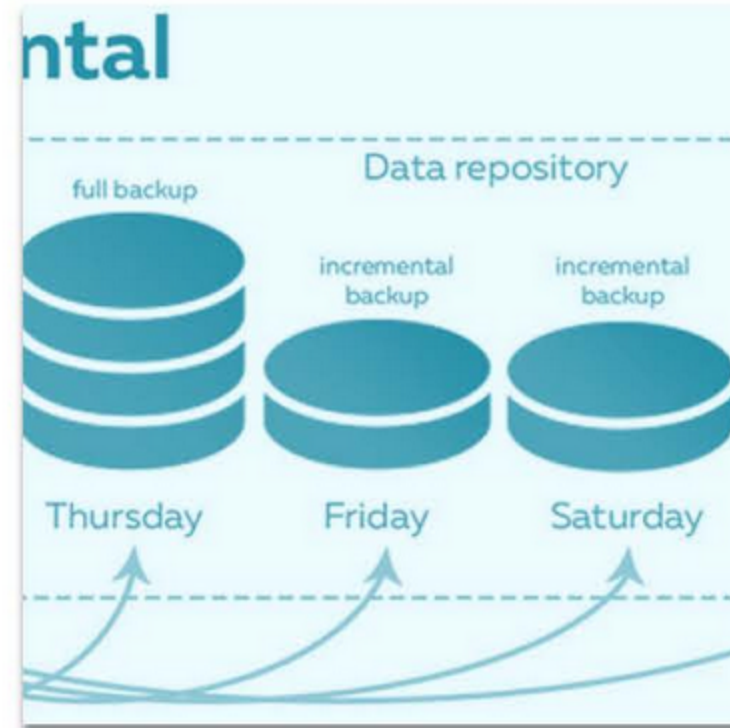 ntal
Data repository
full backup
incremental
backup
incremental
backup
Thursday
Friday
Saturday